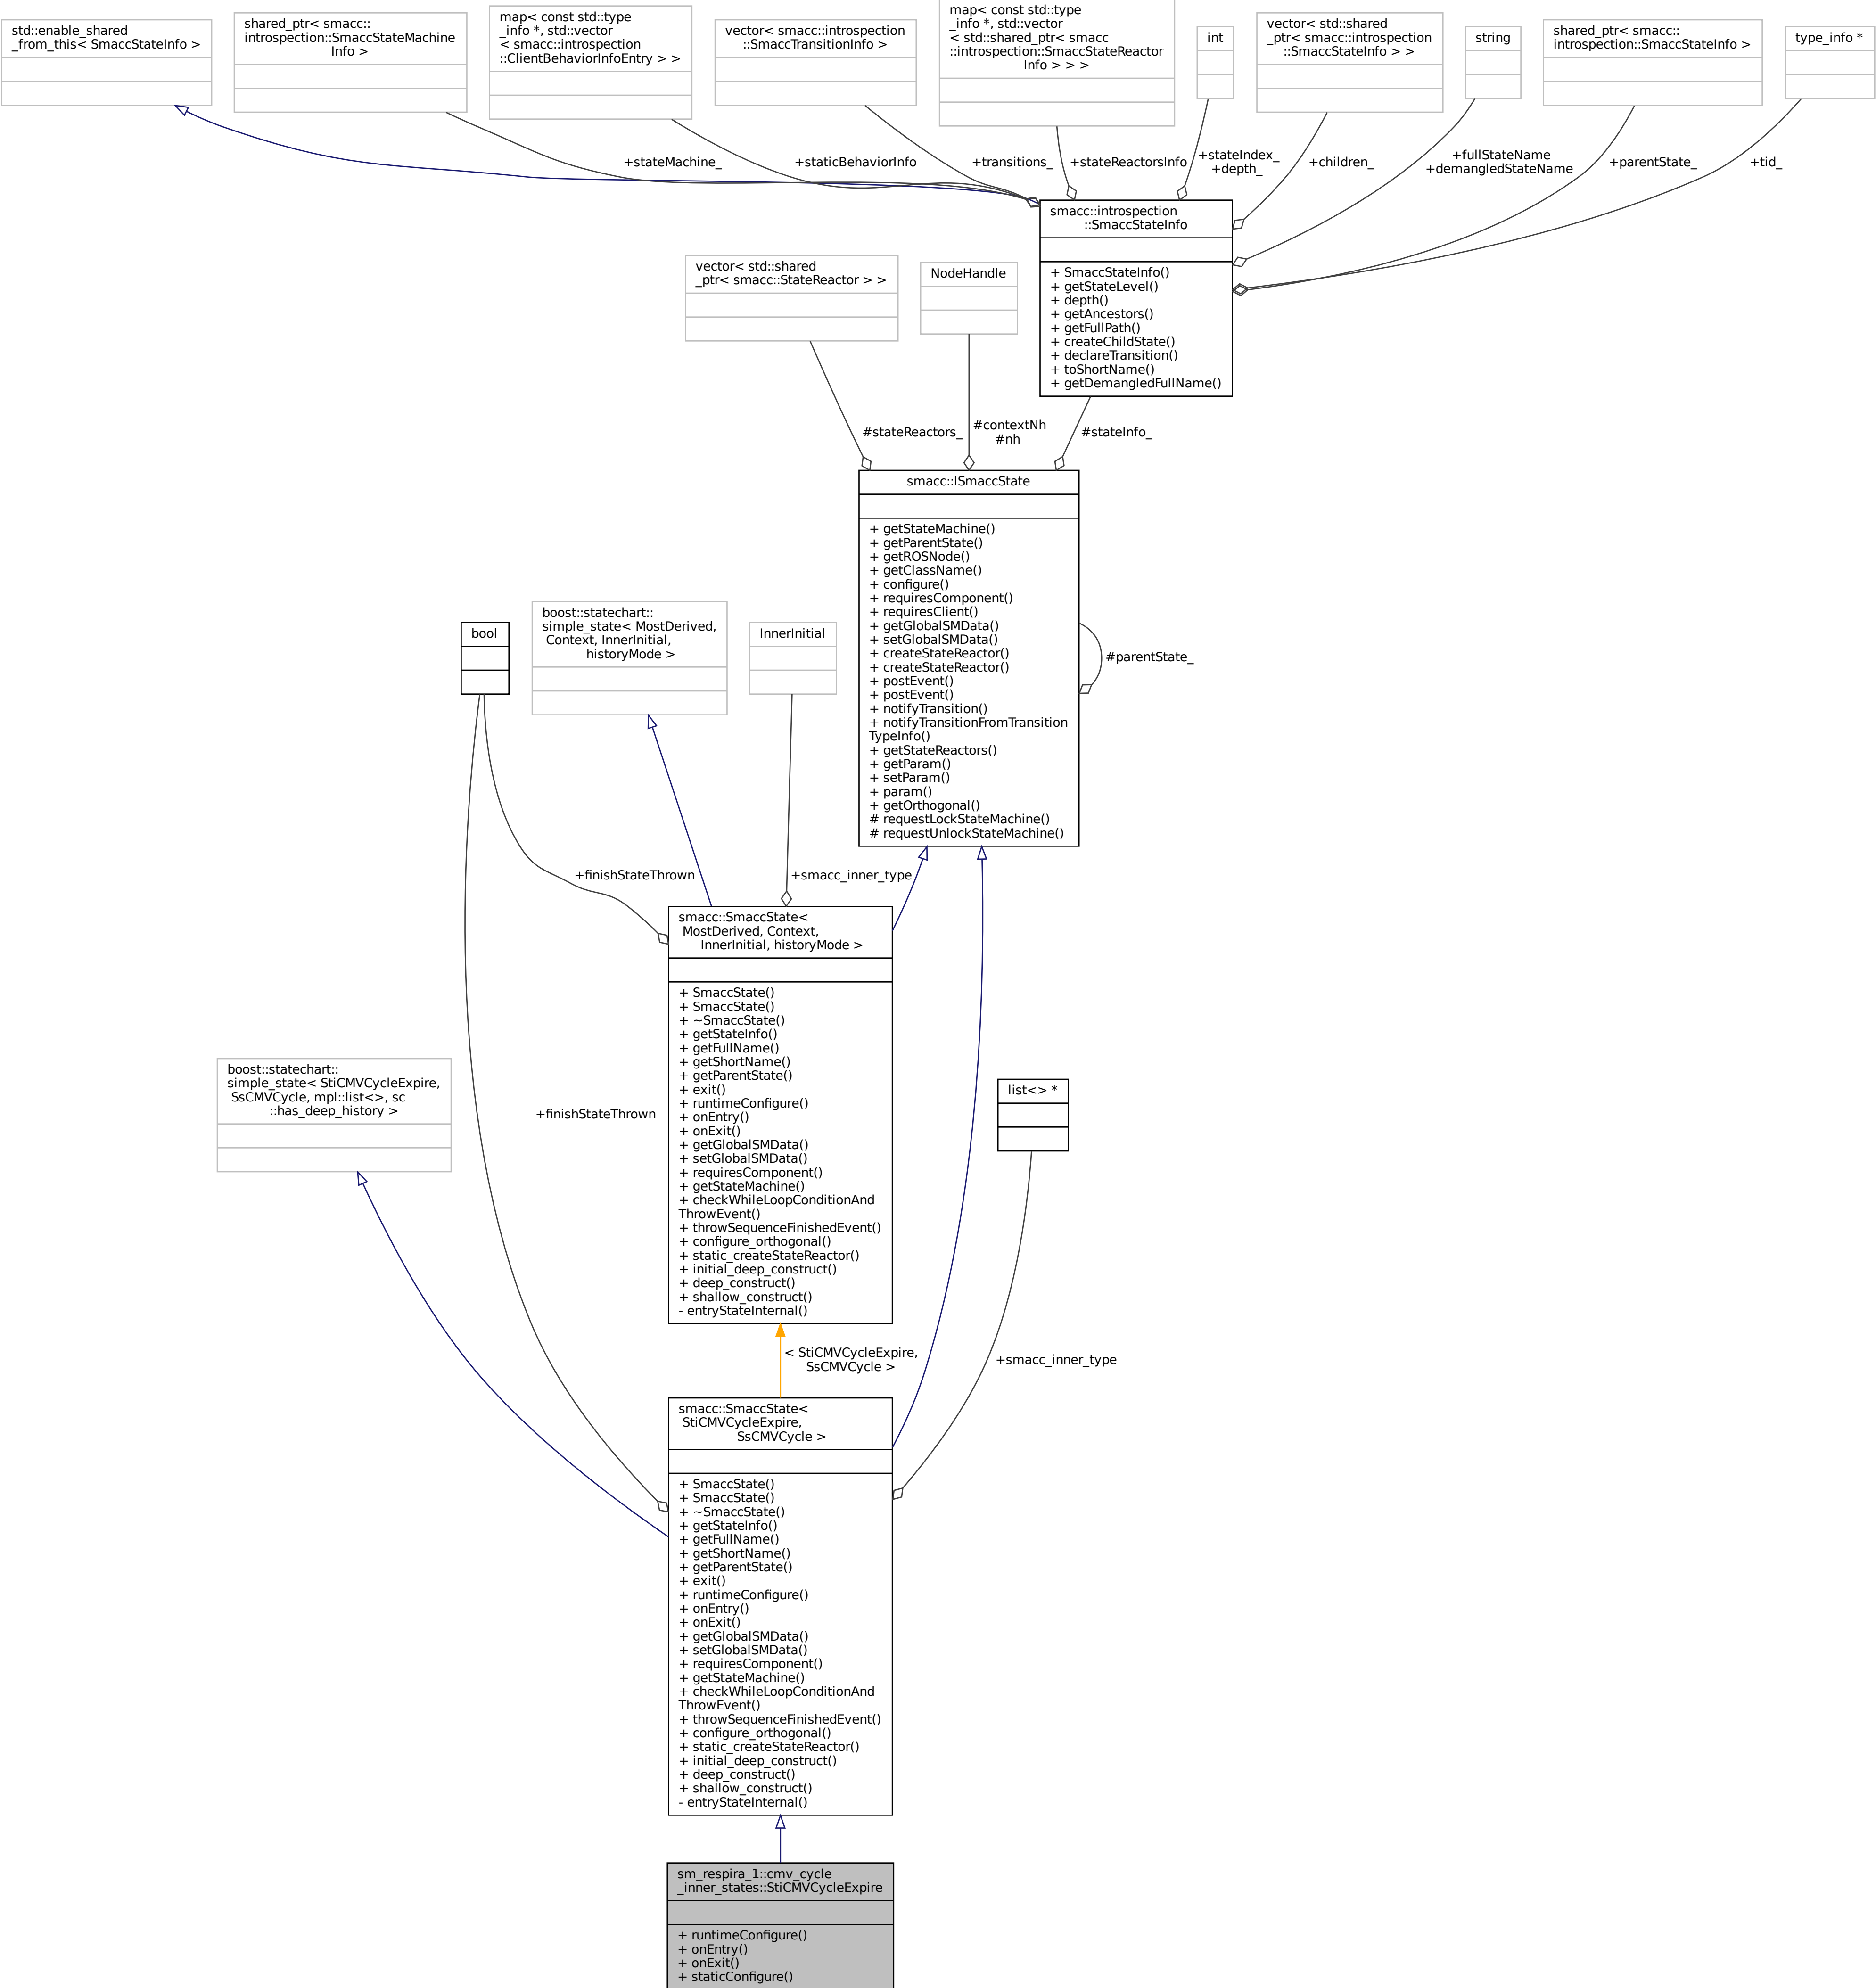 std::enable_shared
_from_this< SmaccStateInfo >
shared_ptr< smacc::
introspection::SmaccStateMachine
Info >
map< const std::type
_info *, std::vector
< smacc::introspection
::ClientBehaviorInfoEntry > >
vector< smacc::introspection
::SmaccTransitionInfo >
map< const std::type
_info *, std::vector
< std::shared_ptr< smacc
::introspection::SmaccStateReactor
Info > > >
int
vector< std::shared
_ptr< smacc::introspection
::SmaccStateInfo > >
string
shared_ptr< smacc::
introspection::SmaccStateInfo >
type_info *
+stateMachine_
+staticBehaviorInfo
+transitions_
+stateReactorsInfo
+stateIndex_
+depth_
+children_
+fullStateName
+demangledStateName
+parentState_
+tid_
smacc::introspection
::SmaccStateInfo
+ SmaccStateInfo()
+ getStateLevel()
+ depth()
+ getAncestors()
+ getFullPath()
+ createChildState()
+ declareTransition()
+ toShortName()
+ getDemangledFullName()
vector< std::shared
_ptr< smacc::StateReactor > >
NodeHandle
#stateReactors_
#contextNh
#nh
#stateInfo_
smacc::ISmaccState
+ getStateMachine()
+ getParentState()
+ getROSNode()
+ getClassName()
+ configure()
+ requiresComponent()
+ requiresClient()
+ getGlobalSMData()
+ setGlobalSMData()
+ createStateReactor()
+ createStateReactor()
+ postEvent()
+ postEvent()
+ notifyTransition()
+ notifyTransitionFromTransition
TypeInfo()
+ getStateReactors()
+ getParam()
+ setParam()
+ param()
+ getOrthogonal()
# requestLockStateMachine()
# requestUnlockStateMachine()
#parentState_
bool
boost::statechart::
simple_state< MostDerived,
Context, InnerInitial,
historyMode >
InnerInitial
+finishStateThrown
+smacc_inner_type
smacc::SmaccState<
MostDerived, Context,
InnerInitial, historyMode >
+ SmaccState()
+ SmaccState()
+ ~SmaccState()
+ getStateInfo()
+ getFullName()
+ getShortName()
+ getParentState()
+ exit()
+ runtimeConfigure()
+ onEntry()
+ onExit()
+ getGlobalSMData()
+ setGlobalSMData()
+ requiresComponent()
+ getStateMachine()
+ checkWhileLoopConditionAnd
ThrowEvent()
+ throwSequenceFinishedEvent()
+ configure_orthogonal()
+ static_createStateReactor()
+ initial_deep_construct()
+ deep_construct()
+ shallow_construct()
- entryStateInternal()
boost::statechart::
simple_state< StiCMVCycleExpire,
SsCMVCycle, mpl::list<>, sc
::has_deep_history >
+finishStateThrown
list<> *
< StiCMVCycleExpire,
SsCMVCycle >
+smacc_inner_type
smacc::SmaccState<
StiCMVCycleExpire,
SsCMVCycle >
+ SmaccState()
+ SmaccState()
+ ~SmaccState()
+ getStateInfo()
+ getFullName()
+ getShortName()
+ getParentState()
+ exit()
+ runtimeConfigure()
+ onEntry()
+ onExit()
+ getGlobalSMData()
+ setGlobalSMData()
+ requiresComponent()
+ getStateMachine()
+ checkWhileLoopConditionAnd
ThrowEvent()
+ throwSequenceFinishedEvent()
+ configure_orthogonal()
+ static_createStateReactor()
+ initial_deep_construct()
+ deep_construct()
+ shallow_construct()
- entryStateInternal()
sm_respira_1::cmv_cycle
_inner_states::StiCMVCycleExpire
+ runtimeConfigure()
+ onEntry()
+ onExit()
+ staticConfigure()